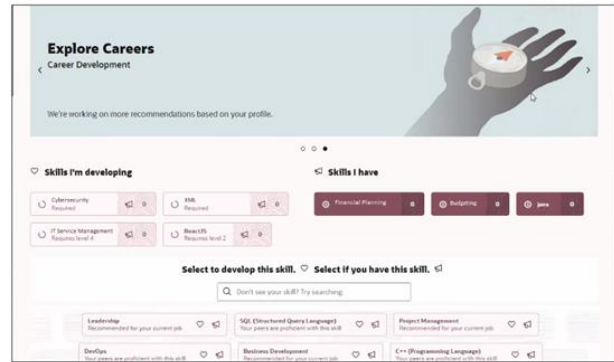 Explore Careers
Career Development
We're working on more recommendations based on your profile.
Skills I'm developing
Skills I have
Cybersecurity
Required
0
XML
Required
0
Financial Planning
0
Budgeting
0
Java
0
IT Service Management
Requires level 4
0
ReactJS
Requires level 2
0
Select to develop this skill. Select if you have this skill.
Don't see your skill? Try searching.
Leadership
Recommended for your current job
SQL (Structured Query Language)
Your peers are proficient with this skill
Project Management
Recommended for your current job
DevOps
Your peers are proficient with this skill
Business Development
Recommended for your current job
C++ (Programming Language)
Your peers are proficient with this skill